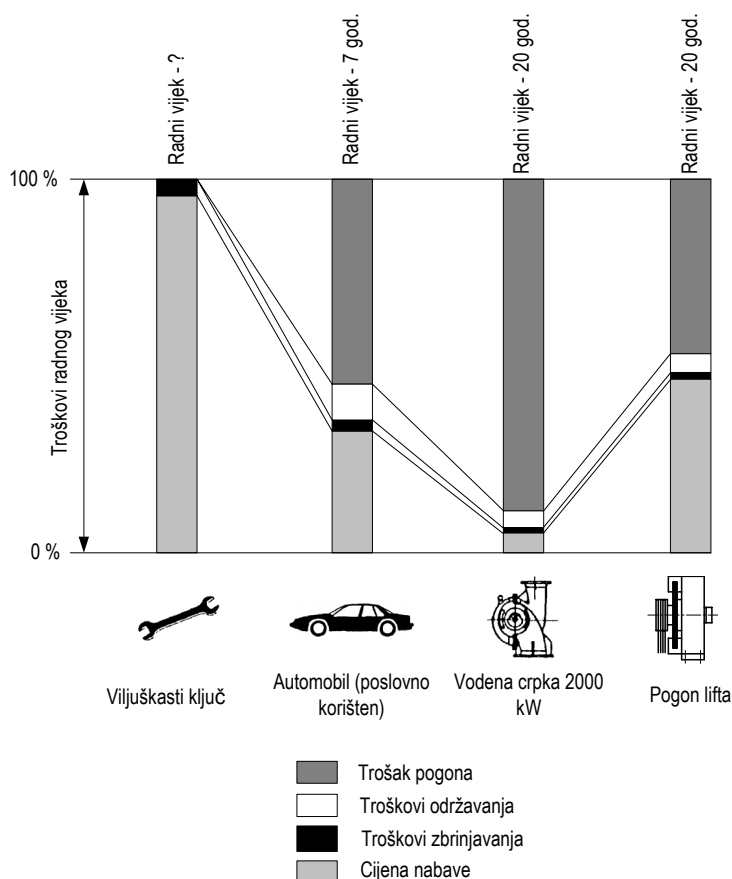 Radni vijek - ?
Radni vijek - 7 god.
Radni vijek - 20 god.
Radni vijek - 20 god.
100 %
Troškovi radnog vijeka
0 %
Viljuškasti ključ
Automobil (poslovno
korišten)
Vodena crpka 2000
kW
Pogon lifta
Trošak pogona
Troškovi održavanja
Troškovi zbrinjavanja
Cijena nabave